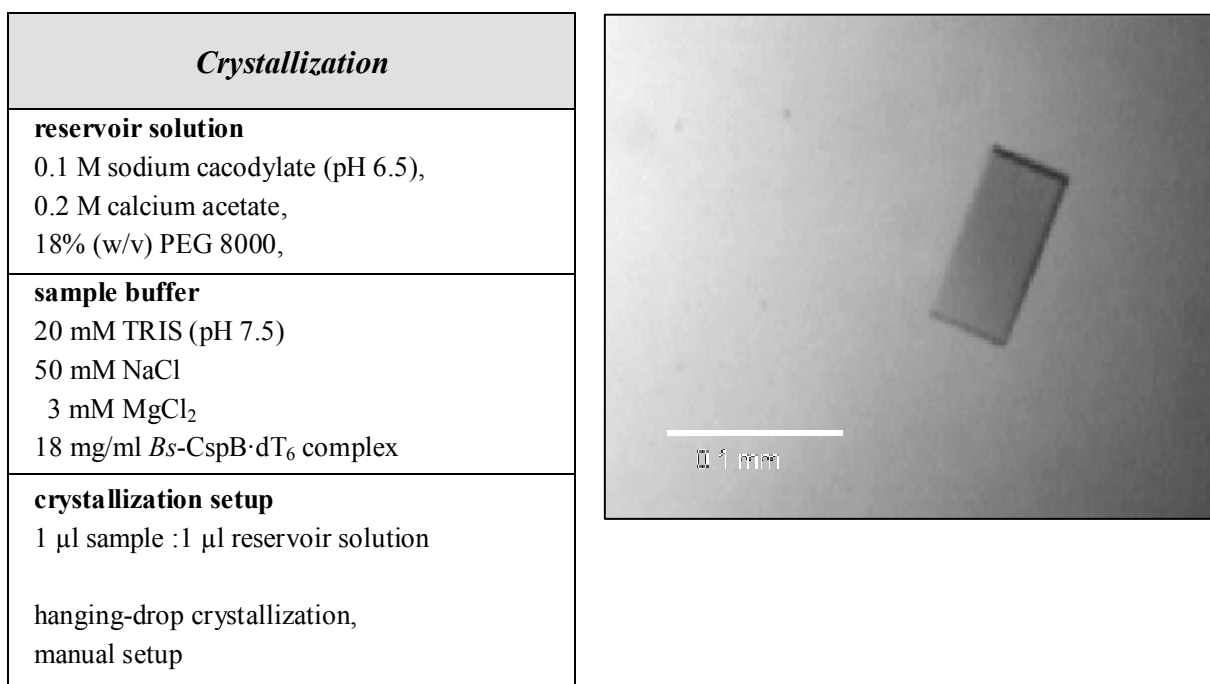 Crystallization
reservoir solution
0.1 M sodium cacodylate (pH 6.5),
0.2 M calcium acetate,
18% (w/v) PEG 8000,
sample buffer
20 mM TRIS (pH 7.5)
50 mM NaCl
3 mM MgCl₂
18 mg/ml Bs-CspB·dT₆ complex
crystallization setup
1 µl sample :1 µl reservoir solution
hanging-drop crystallization,
manual setup
0.1 mm